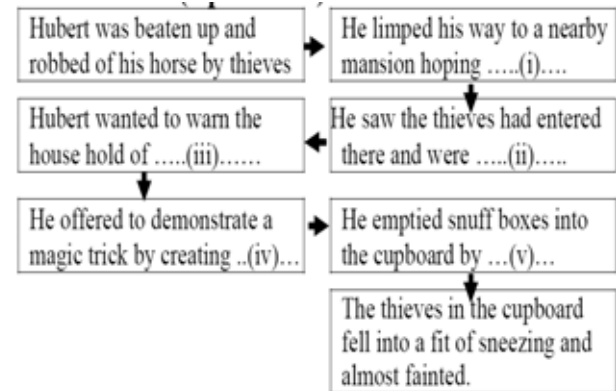 Hubert was beaten up and
robbed of his horse by thieves
He limped his way to a nearby
mansion hoping .....(i)....
He saw the thieves had entered
there and were .....(ii).....
Hubert wanted to warn the
house hold of .....(iii)......
He offered to demonstrate a
magic trick by creating ..(iv)...
He emptied snuff boxes into
the cupboard by ...(v)...
The thieves in the cupboard
fell into a fit of sneezing and
almost fainted.